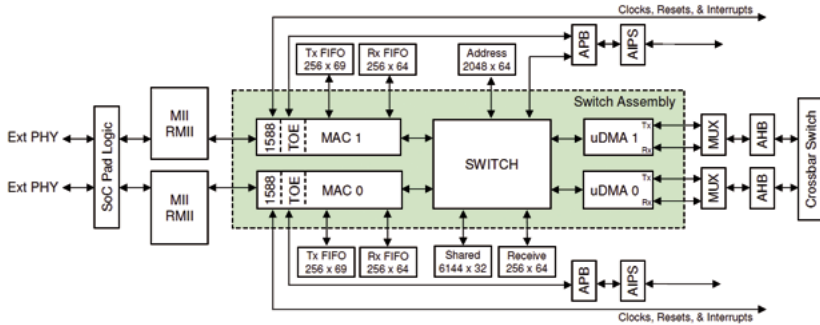 Clocks, Resets, & Interrupts
APB
AIPS
Tx FIFO
256 x 69
Rx FIFO
256 x 64
Address
2048 x 64
Switch Assembly
Ext PHY
Ext PHY
SoC Pad Logic
MII
RMII
MII
RMII
1588
TOE
MAC 1
1588
TOE
MAC 0
SWITCH
uDMA 1
Tx
Rx
uDMA 0
Tx
Rx
MUX
AHB
MUX
AHB
Crossbar Switch
Tx FIFO
256 x 69
Rx FIFO
256 x 64
Shared
6144 x 32
Receive
256 x 64
APB
AIPS
Clocks, Resets, & Interrupts